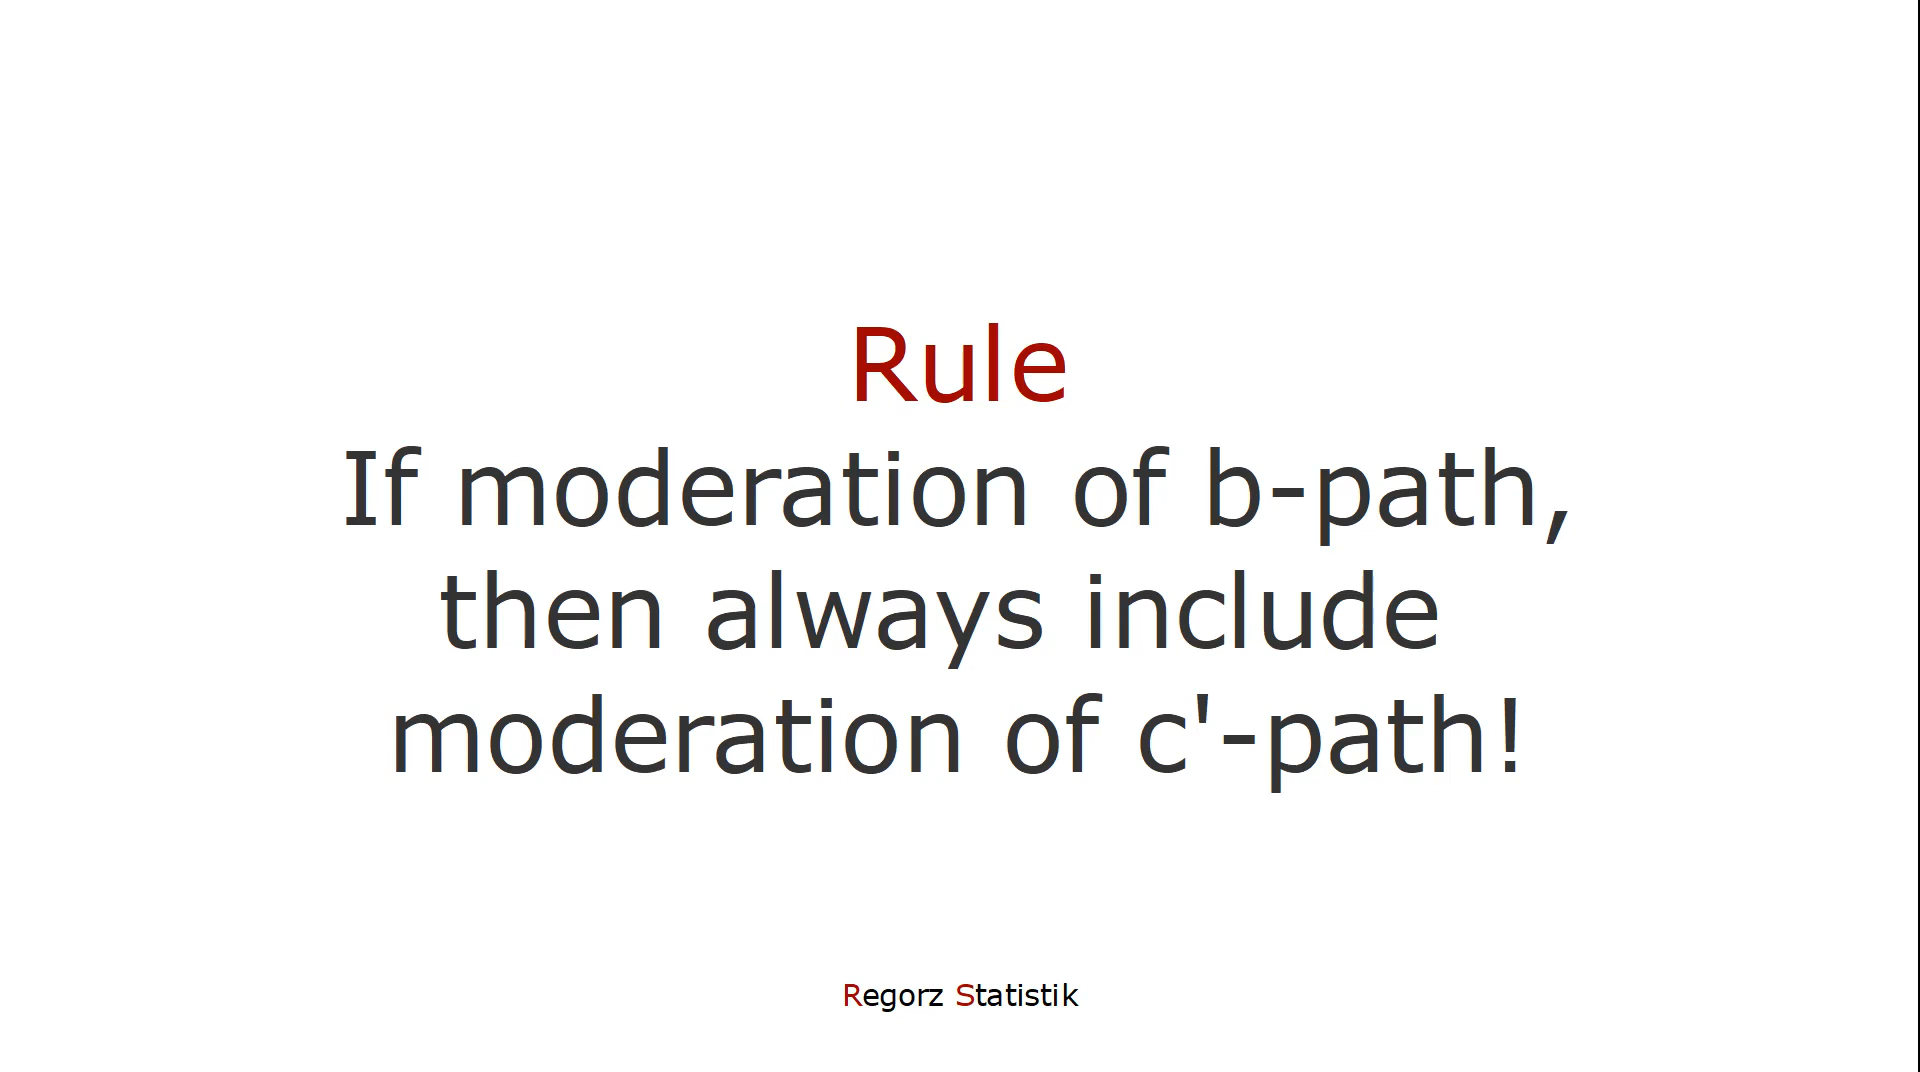 Rule
If moderation of b-path,
then always include
moderation of c'-path!
Regorz Statistik